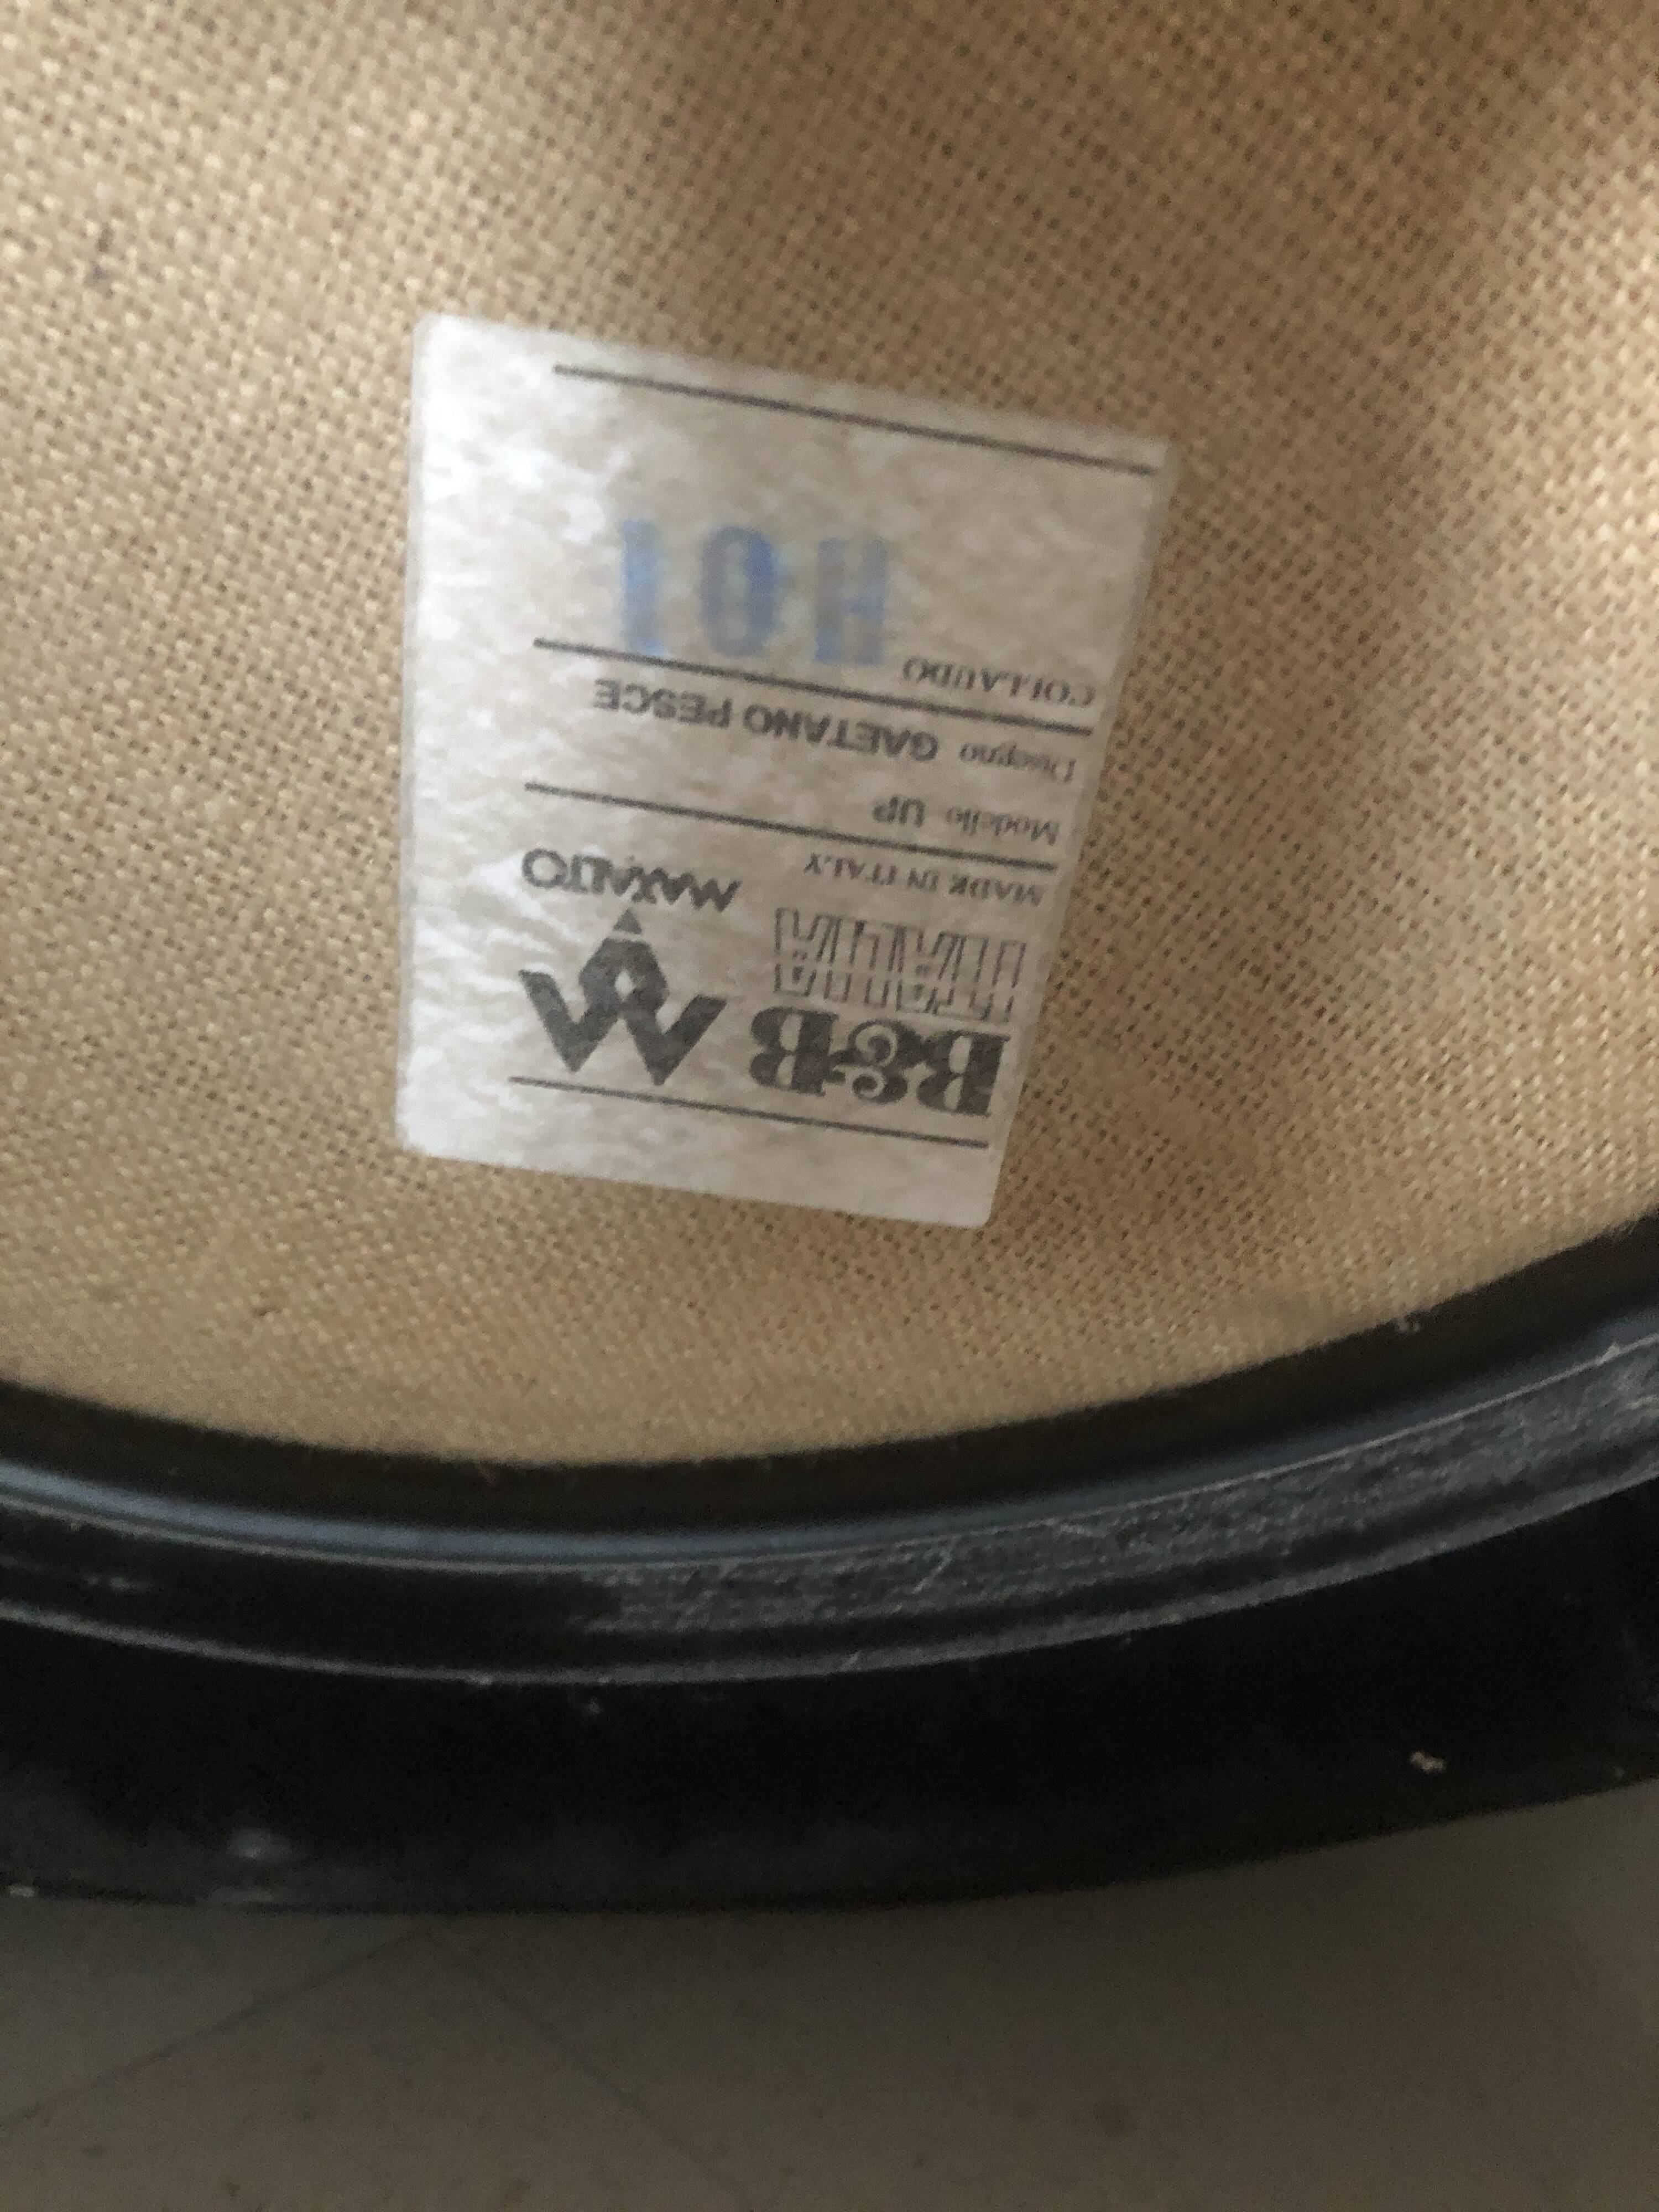 B&B
ITALIA MAXALTO
MADE IN ITALY
Modello UP
Disegno GAETANO PESCE
COLLAUDO H01